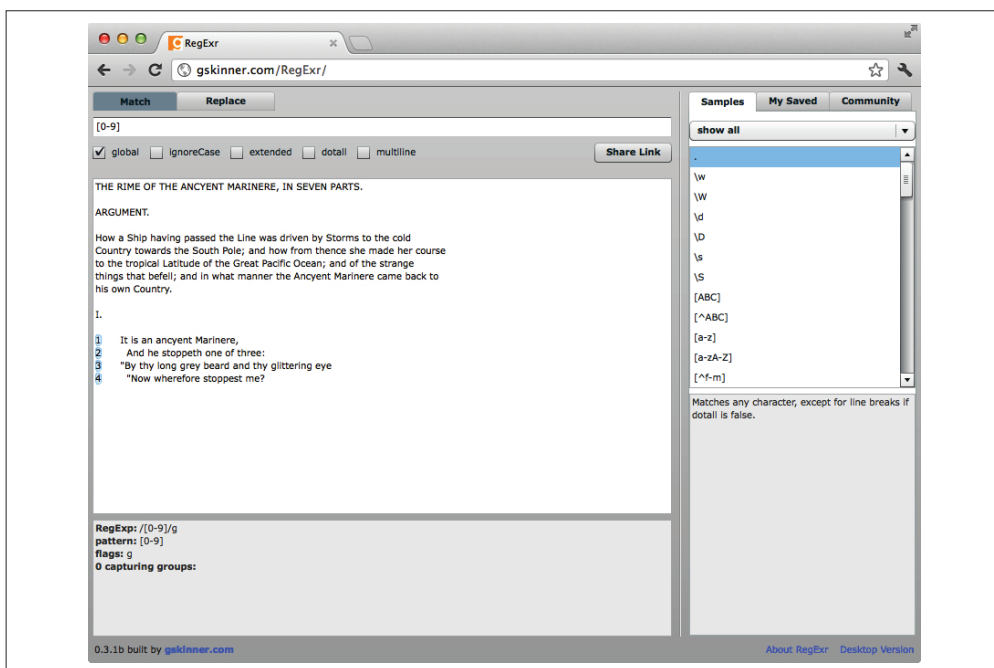 RegExr
gskinner.com/RegExr/
Match Replace
[0-9]
global ignoreCase extended dotall multiline Share Link
THE RIME OF THE ANCYENT MARINERE, IN SEVEN PARTS.
ARGUMENT.
How a Ship having passed the Line was driven by Storms to the cold
Country towards the South Pole; and how from thence she made her course
to the tropical Latitude of the Great Pacific Ocean; and of the strange
things that befell; and in what manner the Ancyent Marinere came back to
his own Country.
I.
1 It is an ancyent Marinere,
2 And he stoppeth one of three:
3 "By thy long grey beard and thy glittering eye
4 "Now wherefore stoppest me?
RegExp: /[0-9]/g
pattern: [0-9]
flags: g
0 capturing groups:
Samples My Saved Community
show all
.
\w
\W
\d
\D
\s
\S
[ABC]
[^ABC]
[a-z]
[a-zA-Z]
[^f-m]
Matches any character, except for line breaks if
dotall is false.
0.3.1b built by gskinner.com
About RegExr Desktop Version